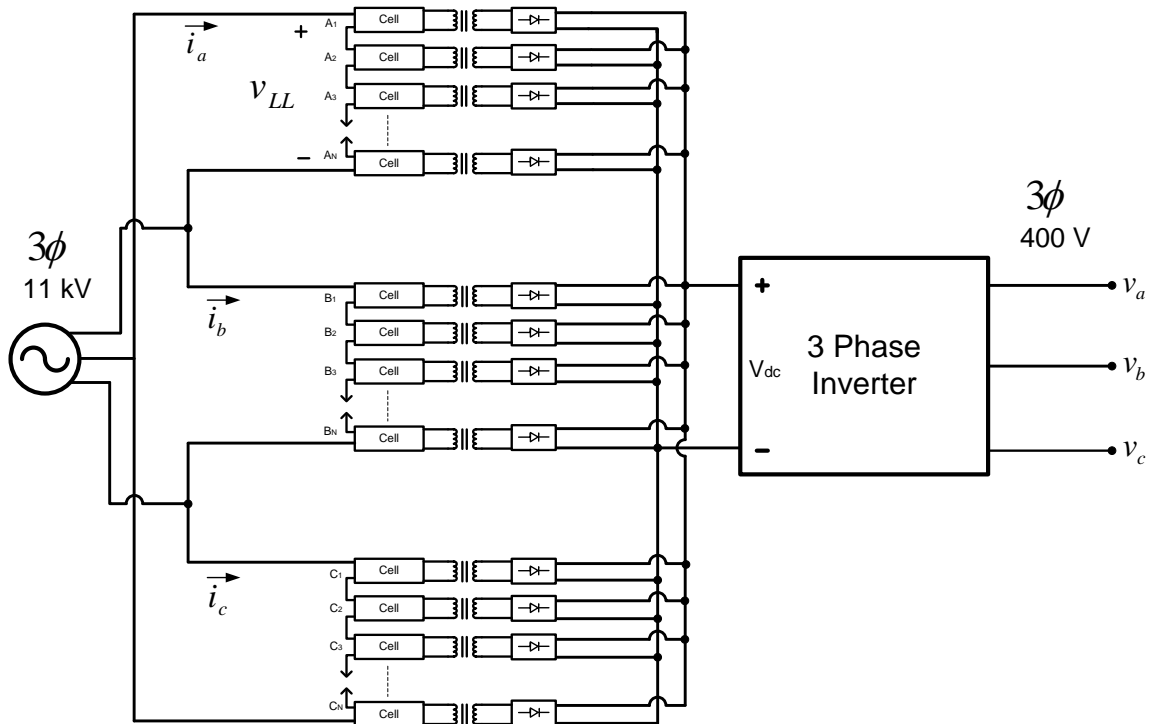 i_a
+
v_LL
−
A1 Cell
A2 Cell
A3 Cell
AN Cell
3ϕ
11 kV
i_b
B1 Cell
B2 Cell
B3 Cell
BN Cell
i_c
C1 Cell
C2 Cell
C3 Cell
CN Cell
+
Vdc
−
3 Phase
Inverter
3ϕ
400 V
v_a
v_b
v_c